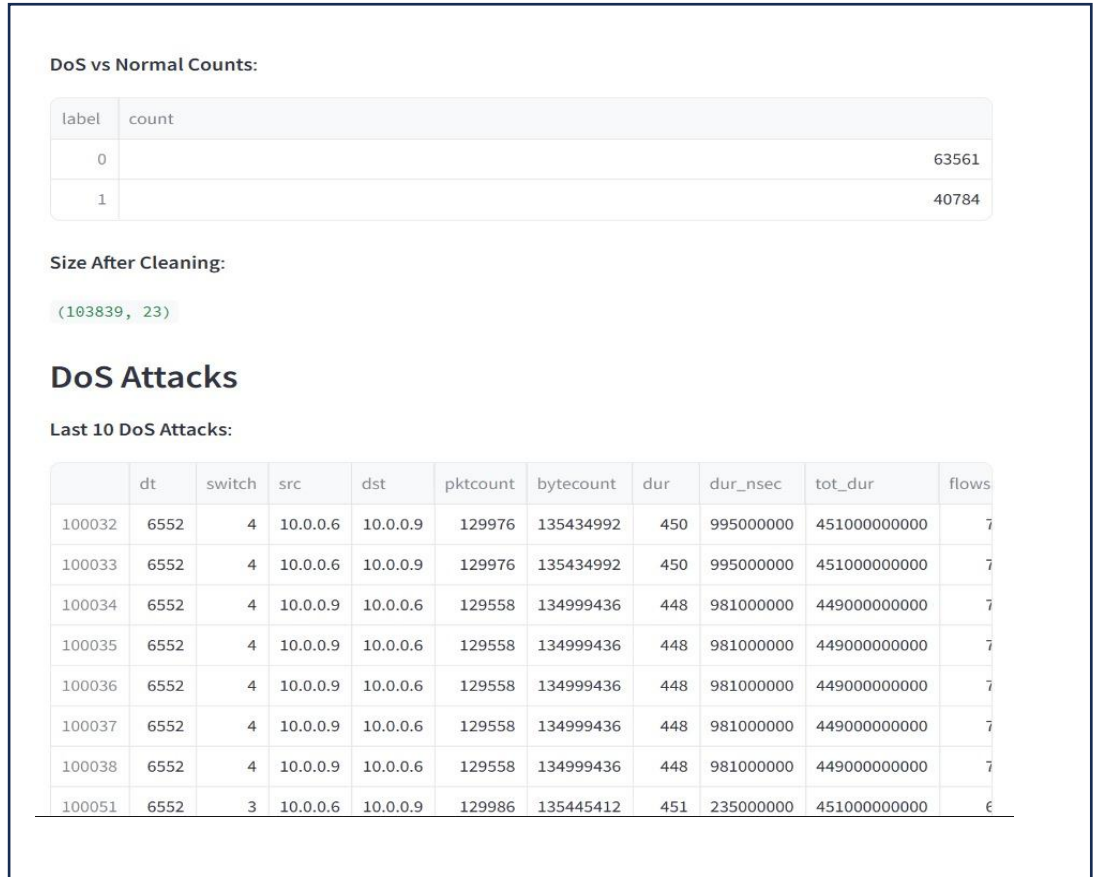 DoS vs Normal Counts:
label count
0 63561
1 40784
Size After Cleaning:
(103839, 23)
DoS Attacks
Last 10 DoS Attacks:
dt switch src dst pktcount bytecount dur dur_nsec tot_dur flows
100032 6552 4 10.0.0.6 10.0.0.9 129976 135434992 450 995000000 451000000000 7
100033 6552 4 10.0.0.6 10.0.0.9 129976 135434992 450 995000000 451000000000 7
100034 6552 4 10.0.0.9 10.0.0.6 129558 134999436 448 981000000 449000000000 7
100035 6552 4 10.0.0.9 10.0.0.6 129558 134999436 448 981000000 449000000000 7
100036 6552 4 10.0.0.9 10.0.0.6 129558 134999436 448 981000000 449000000000 7
100037 6552 4 10.0.0.9 10.0.0.6 129558 134999436 448 981000000 449000000000 7
100038 6552 4 10.0.0.9 10.0.0.6 129558 134999436 448 981000000 449000000000 7
100051 6552 3 10.0.0.6 10.0.0.9 129986 135445412 451 235000000 451000000000